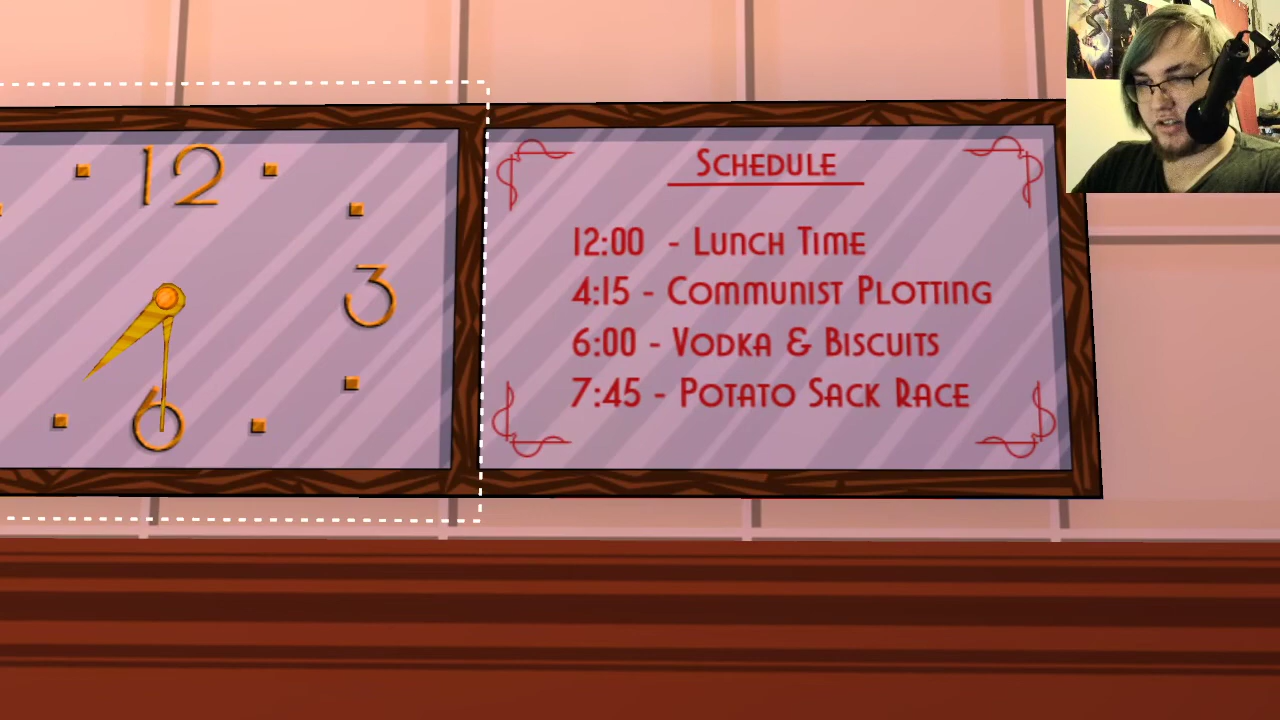 12
3
6
Schedule
12:00 - Lunch Time
4:15 - Communist Plotting
6:00 - Vodka & Biscuits
7:45 - Potato Sack Race